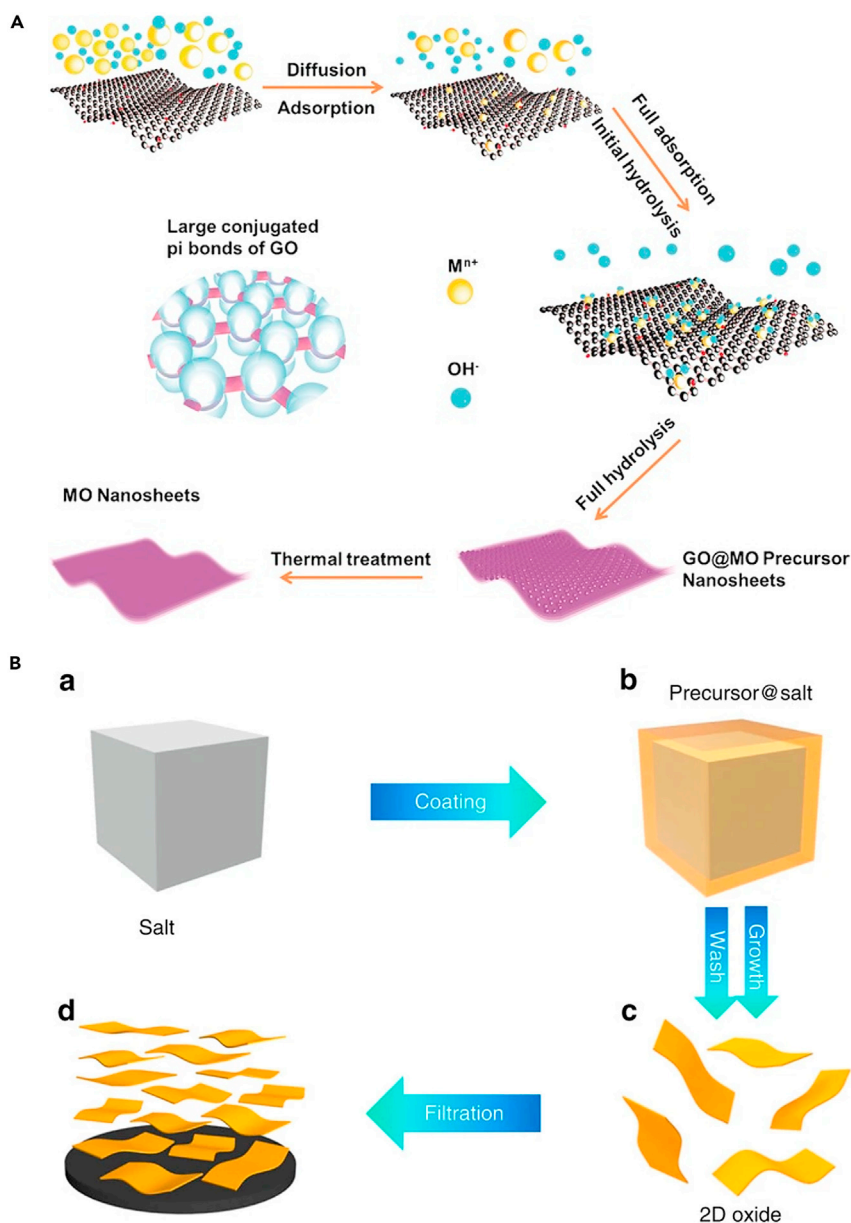 A
Diffusion
Adsorption
Full adsorption
Initial hydrolysis
Large conjugated
pi bonds of GO
Mⁿ⁺
OH⁻
Full hydrolysis
MO Nanosheets
Thermal treatment
GO@MO Precursor
Nanosheets
B
a
b
Precursor@salt
Coating
Salt
Wash
Growth
d
c
Filtration
2D oxide